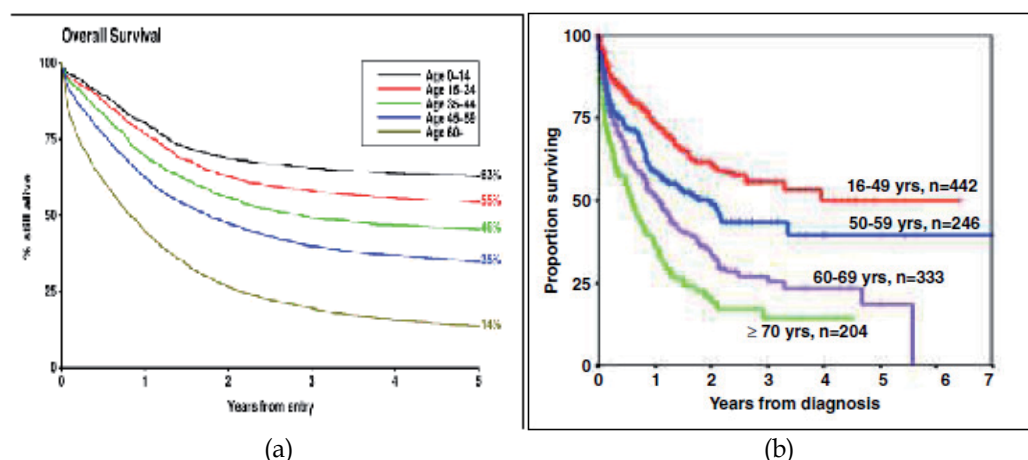 Overall Survival
Age 0-14
Age
Age 35-44
Age 45-59
Age 60-
100
75
50
25
0
% still alive
63%
55%
46%
14%
0 1 2 3 4 5
Years from entry
(a)
100
75
50
25
0
Proportion surviving
16-49 yrs, n=442
50-59 yrs, n=246
60-69 yrs, n=333
≥ 70 yrs, n=204
0 1 2 3 4 5 6 7
Years from diagnosis
(b)